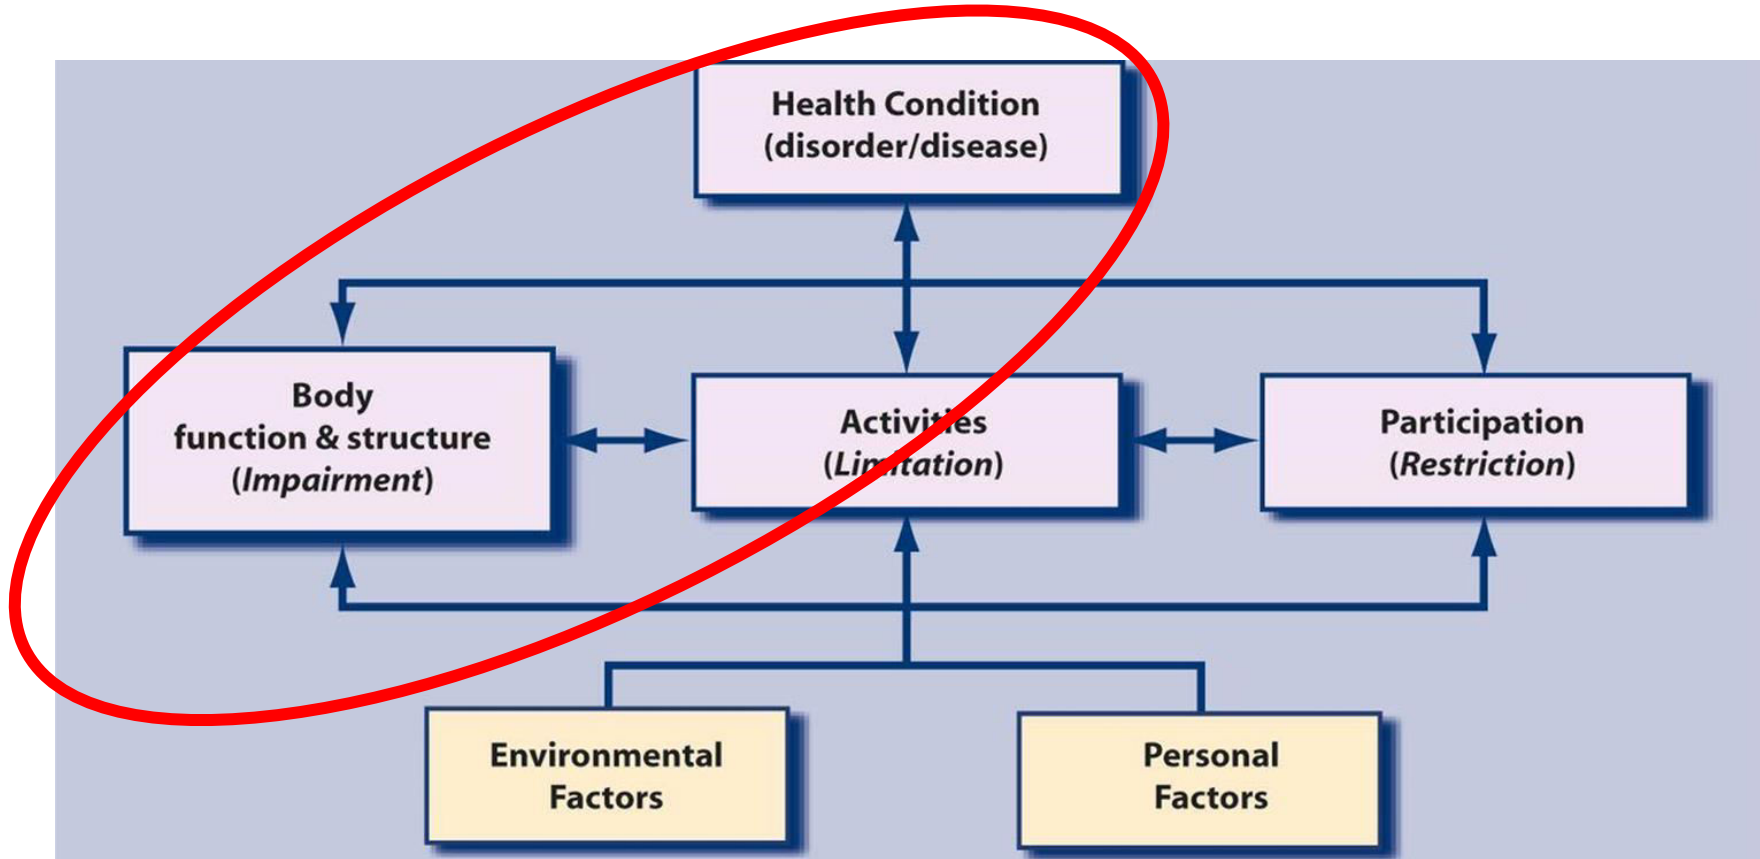 Health Condition
(disorder/disease)
Body
function & structure
(Impairment)
Activities
(Limitation)
Participation
(Restriction)
Environmental
Factors
Personal
Factors